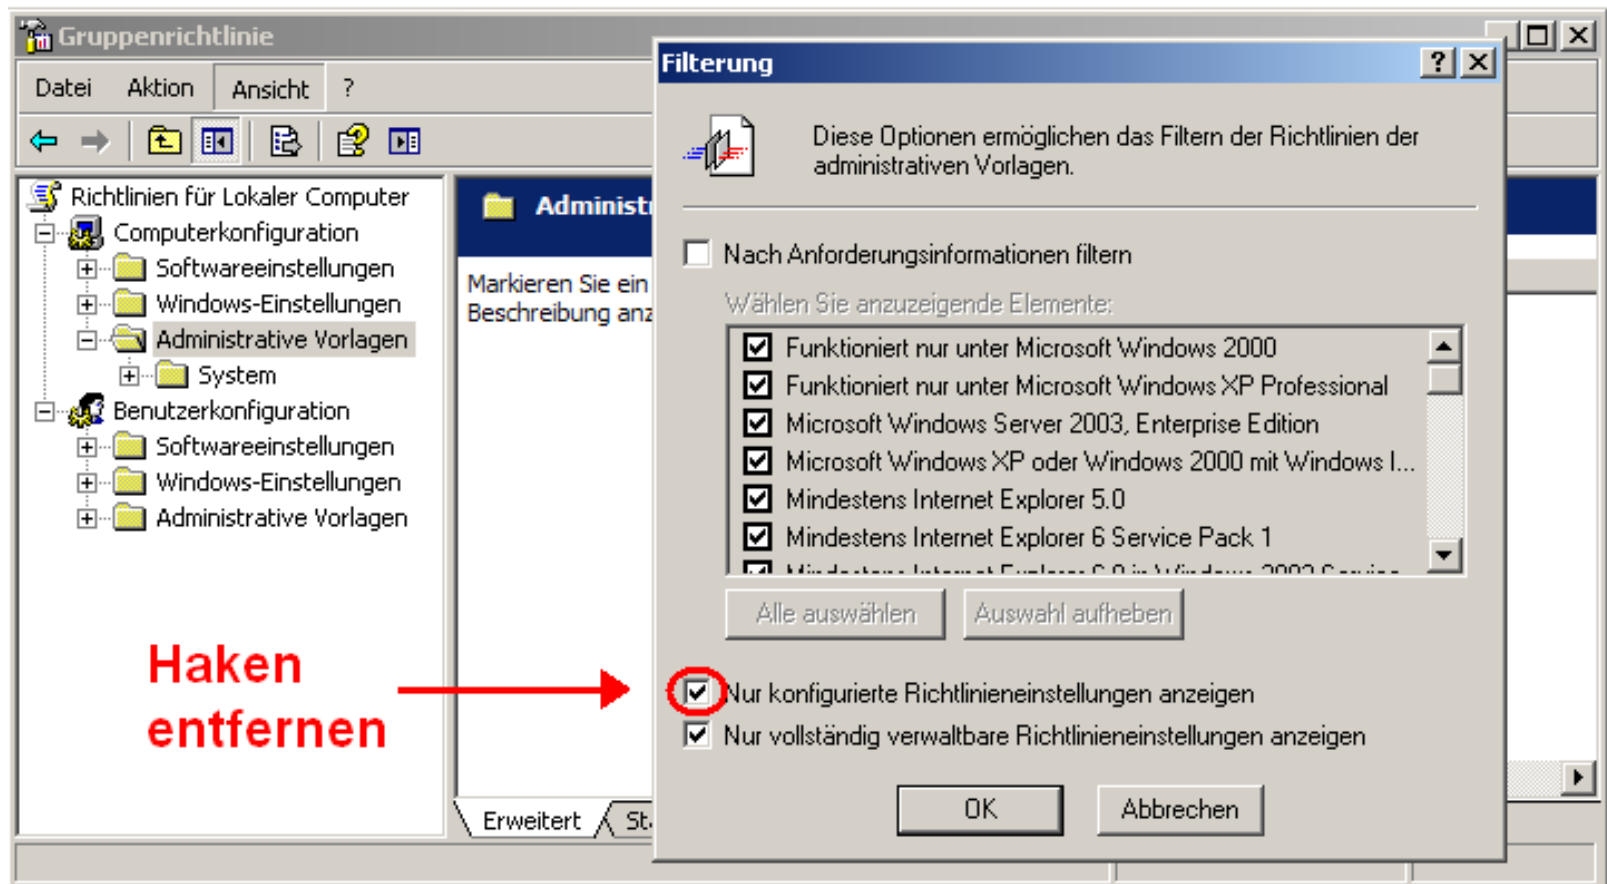 Gruppenrichtlinie
Datei Aktion Ansicht ?
Richtlinien für Lokaler Computer
Computerkonfiguration
Softwareeinstellungen
Windows-Einstellungen
Administrative Vorlagen
System
Benutzerkonfiguration
Softwareeinstellungen
Windows-Einstellungen
Administrative Vorlagen
Haken
entfernen
Markieren Sie ein
Erweitert
Filterung
Diese Optionen ermöglichen das Filtern der Richtlinien der
administrativen Vorlagen.
Nach Anforderungsinformationen filtern
Wählen Sie anzuzeigende Elemente:
Funktioniert nur unter Microsoft Windows 2000
Funktioniert nur unter Microsoft Windows XP Professional
Microsoft Windows Server 2003, Enterprise Edition
Microsoft Windows XP oder Windows 2000 mit Windows I...
Mindestens Internet Explorer 5.0
Mindestens Internet Explorer 6 Service Pack 1
Alle auswählen Auswahl aufheben
Nur konfigurierte Richtlinieneinstellungen anzeigen
Nur vollständig verwaltbare Richtlinieneinstellungen anzeigen
OK Abbrechen